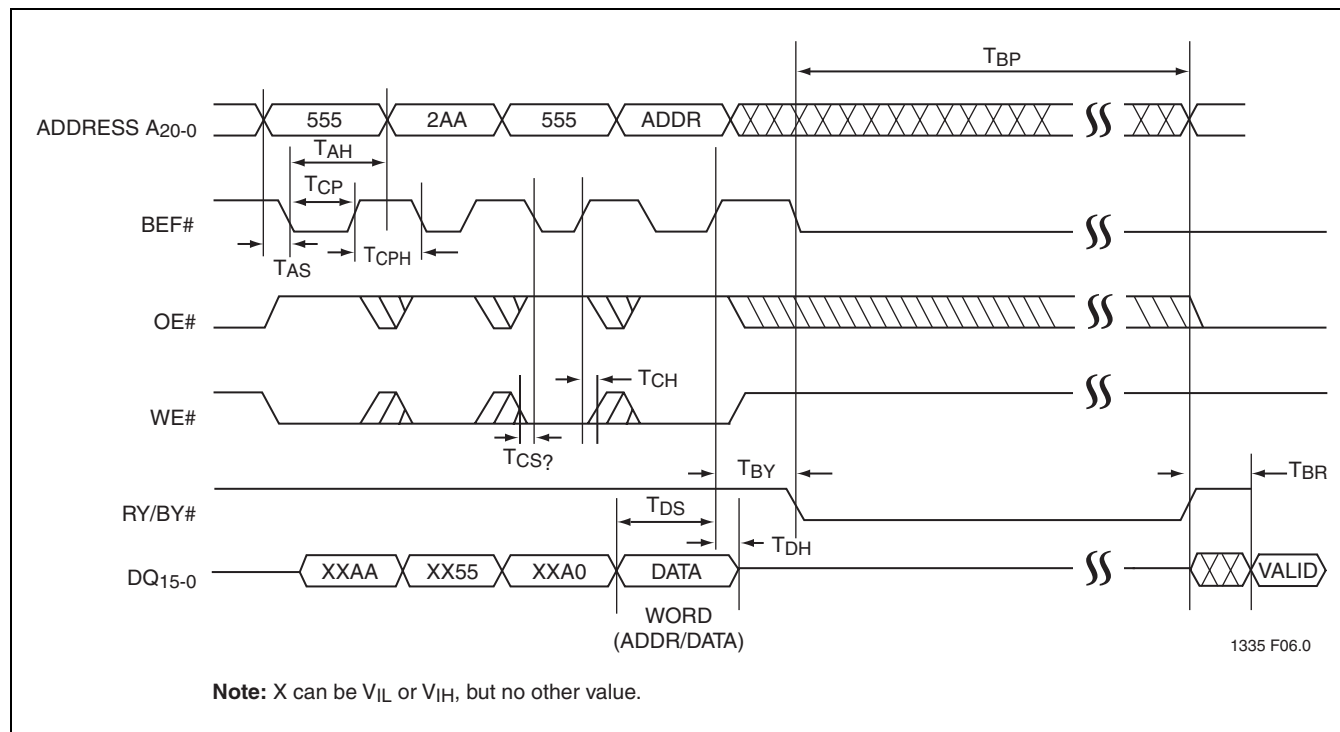 TBP
ADDRESS A20-0 555 2AA 555 ADDR
TAH
TCP
BEF#
TAS TCPH
OE#
TCH
WE#
TCS?
TBY TBR
RY/BY#
TDS
TDH
DQ15-0 XXAA XX55 XXA0 DATA VALID
WORD
(ADDR/DATA)
1335 F06.0
Note: X can be VIL or VIH, but no other value.